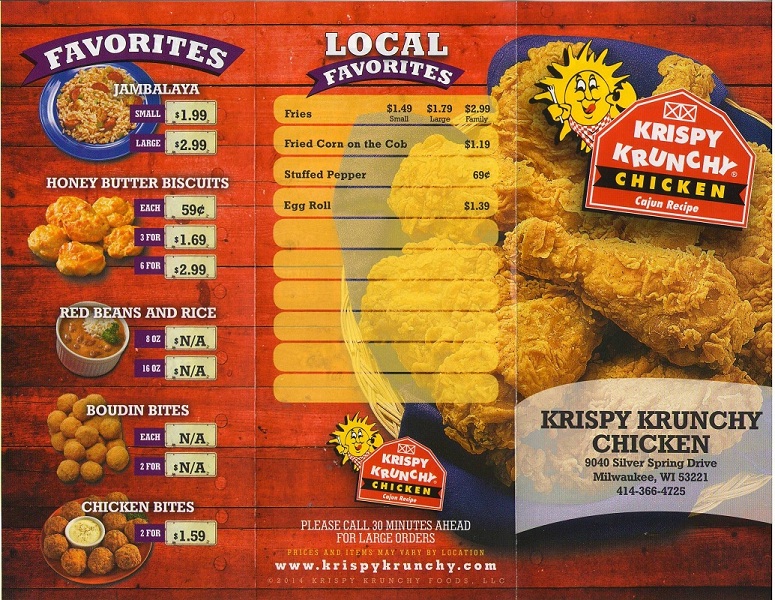 FAVORITES
JAMBALAYA
SMALL $1.99
LARGE $2.99
HONEY BUTTER BISCUITS
EACH 59¢
3 FOR $1.69
6 FOR $2.99
RED BEANS AND RICE
8 OZ $N/A
16 OZ $N/A
BOUDIN BITES
EACH N/A
2 FOR $N/A
CHICKEN BITES
2 FOR $1.59
LOCAL
FAVORITES
Fries $1.49 $1.79 $2.99
Small Large Family
Fried Corn on the Cob $1.19
Stuffed Pepper 69¢
Egg Roll $1.39
KRISPY
KRUNCHY
CHICKEN
Cajun Recipe
PLEASE CALL 30 MINUTES AHEAD
FOR LARGE ORDERS
PRICES AND ITEMS MAY VARY BY LOCATION
www.krispykrunchy.com
©2014 KRISPY KRUNCHY FOODS, LLC
KRISPY
KRUNCHY®
CHICKEN
Cajun Recipe
KRISPY KRUNCHY
CHICKEN
9040 Silver Spring Drive
Milwaukee, WI 53221
414-366-4725